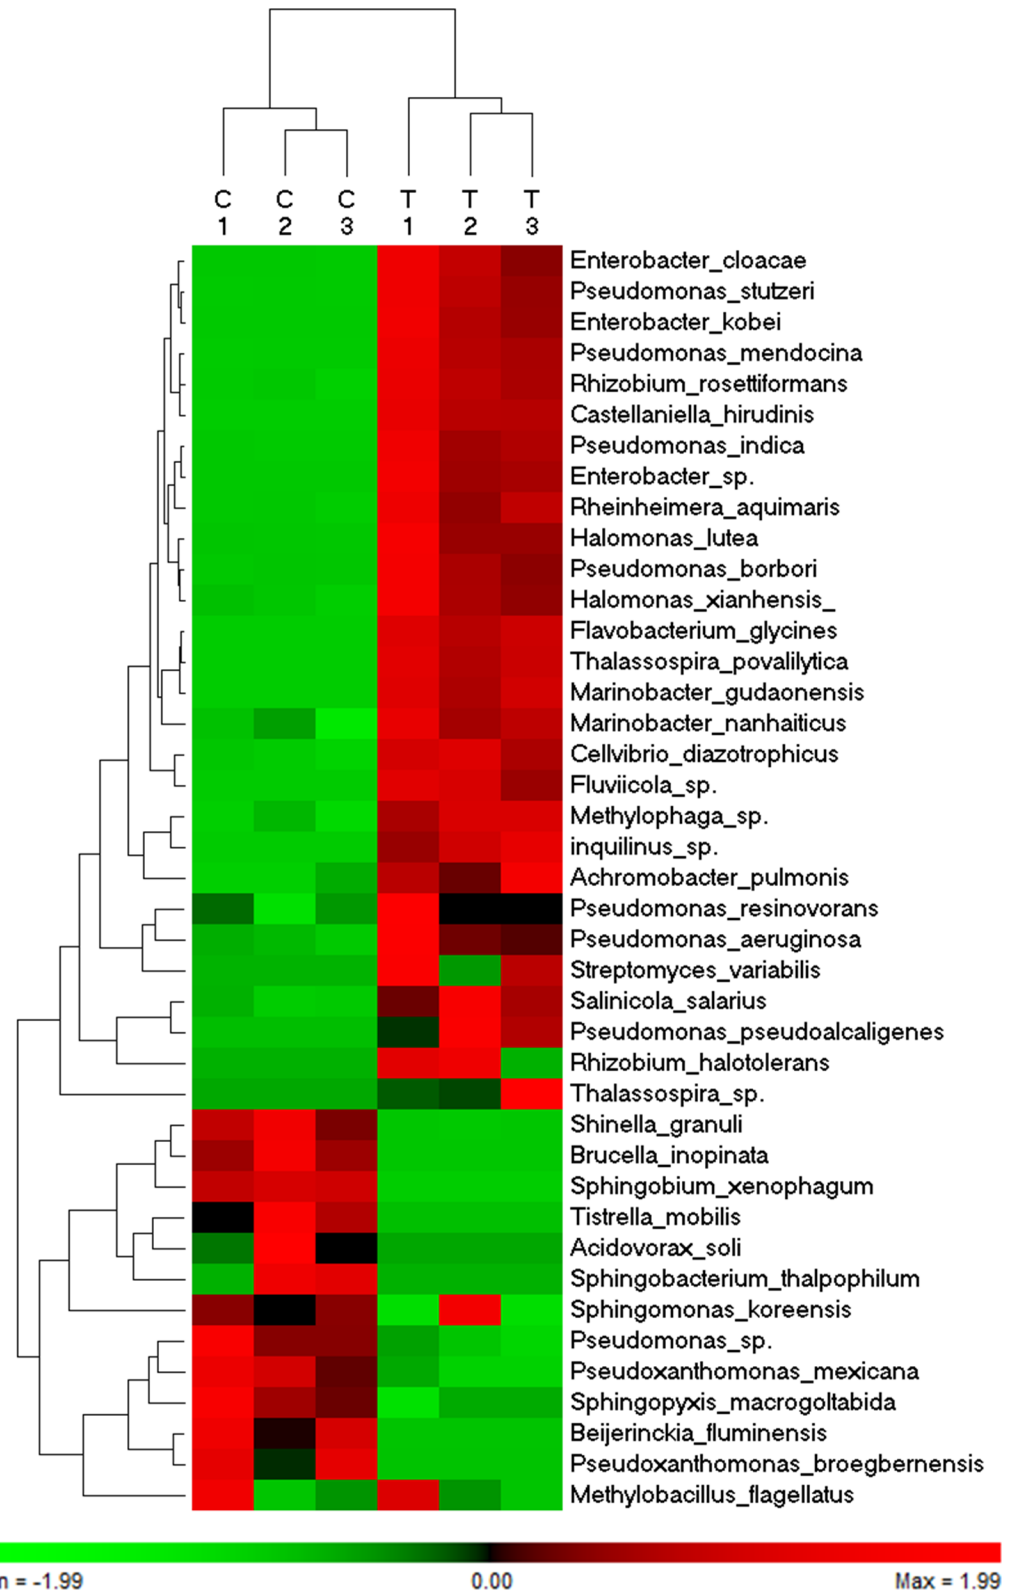 C C C T T T
1 2 3 1 2 3
Enterobacter_cloacae
Pseudomonas_stutzeri
Enterobacter_kobei
Pseudomonas_mendocina
Rhizobium_rosettiformans
Castellaniella_hirudinis
Pseudomonas_indica
Enterobacter_sp.
Rheinheimera_aquimaris
Halomonas_lutea
Pseudomonas_borbori
Halomonas_xianhensis_
Flavobacterium_glycines
Thalassospira_povalilytica
Marinobacter_gudaonensis
Marinobacter_nanhaiticus
Cellvibrio_diazotrophicus
Fluviicola_sp.
Methylophaga_sp.
inquilinus_sp.
Achromobacter_pulmonis
Pseudomonas_resinovorans
Pseudomonas_aeruginosa
Streptomyces_variabilis
Salinicola_salarius
Pseudomonas_pseudoalcaligenes
Rhizobium_halotolerans
Thalassospira_sp.
Shinella_granuli
Brucella_inopinata
Sphingobium_xenophagum
Tistrella_mobilis
Acidovorax_soli
Sphingobacterium_thalpophilum
Sphingomonas_koreensis
Pseudomonas_sp.
Pseudoxanthomonas_mexicana
Sphingopyxis_macrogoltabida
Beijerinckia_fluminensis
Pseudoxanthomonas_broegbernensis
Methylobacillus_flagellatus
n = -1.99 0.00 Max = 1.99